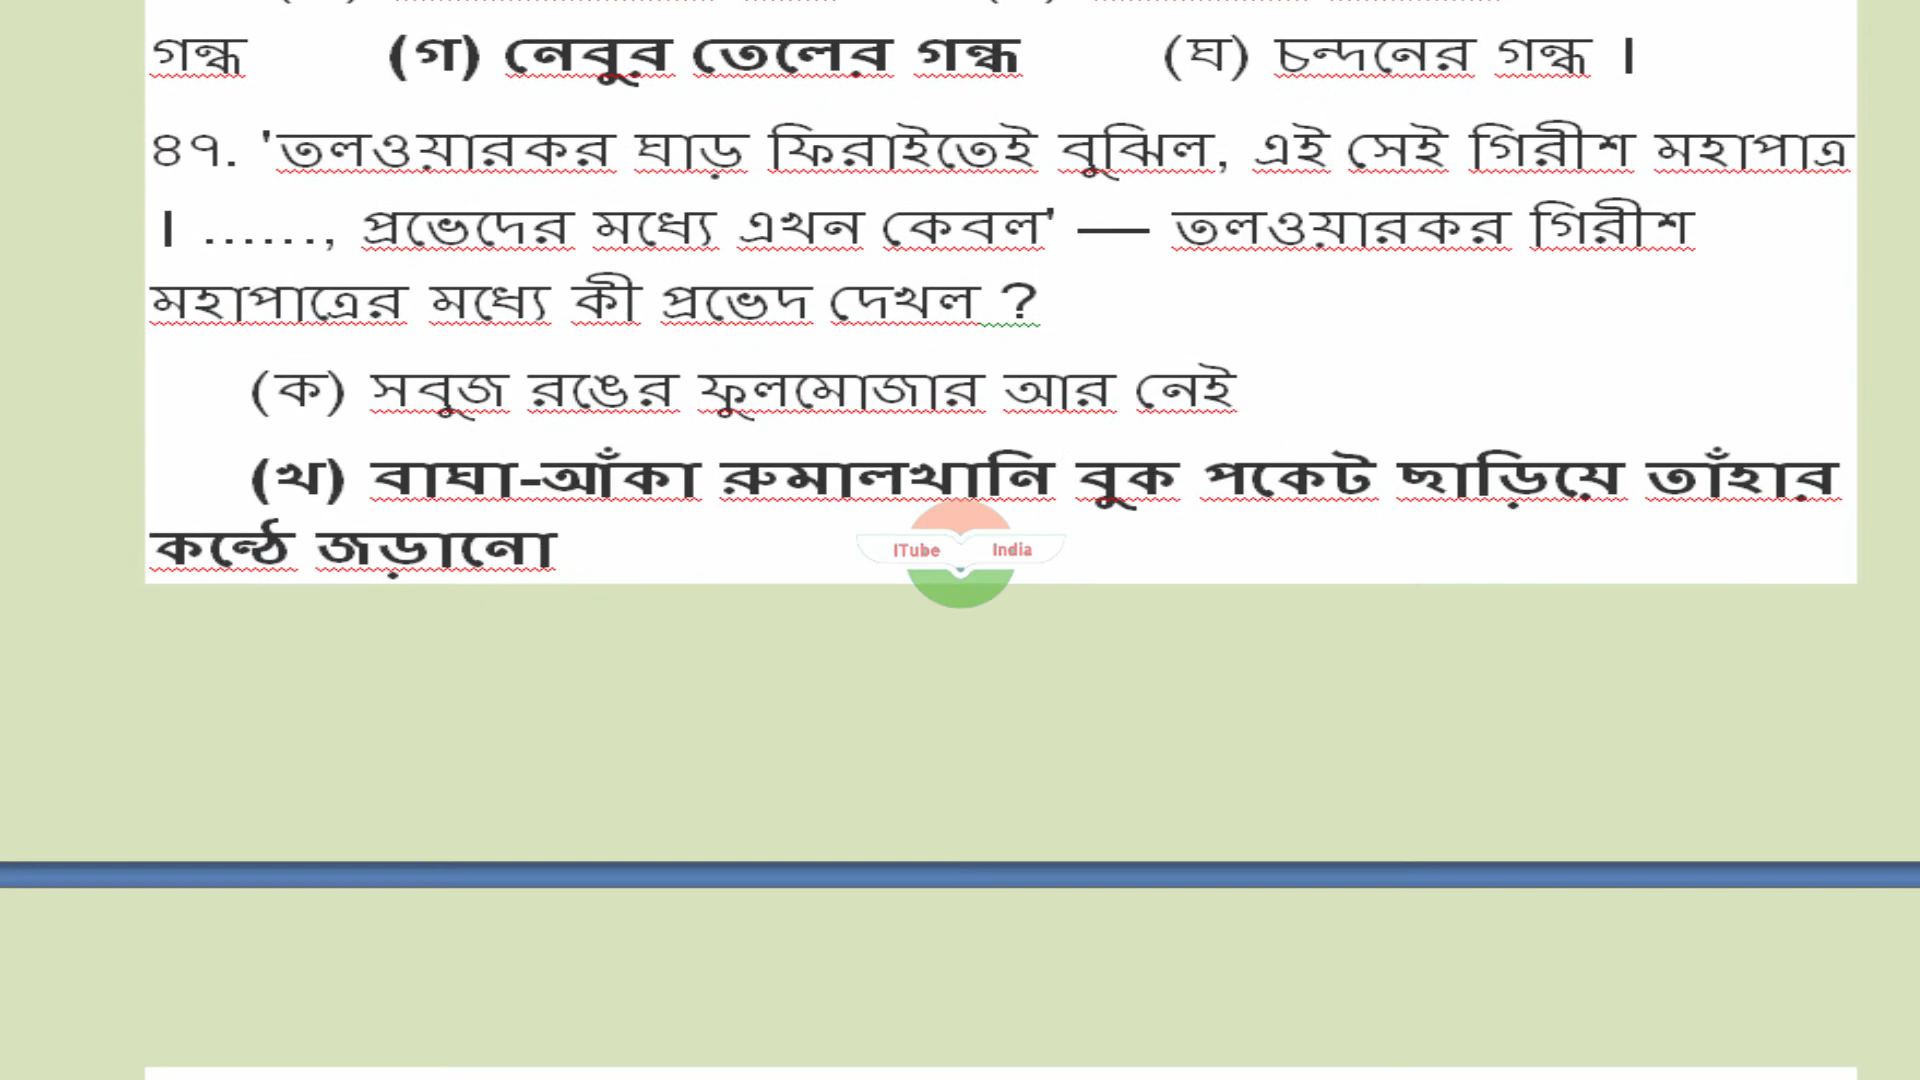 গন্ধ (গ) নেবুর তেলের গন্ধ (ঘ) চন্দনের গন্ধ ।
৪৭. 'তলওয়ারকর ঘাড় ফিরাইতেই বুঝিল, এই সেই গিরীশ মহাপাত্র
। ......, প্রভেদের মধ্যে এখন কেবল' — তলওয়ারকর গিরীশ
মহাপাত্রের মধ্যে কী প্রভেদ দেখল ?
(ক) সবুজ রঙের ফুলমোজার আর নেই
(খ) বাঘা-আঁকা রুমালখানি বুক পকেট ছাড়িয়ে তাঁহার
কন্ঠে জড়ানো
ITube India